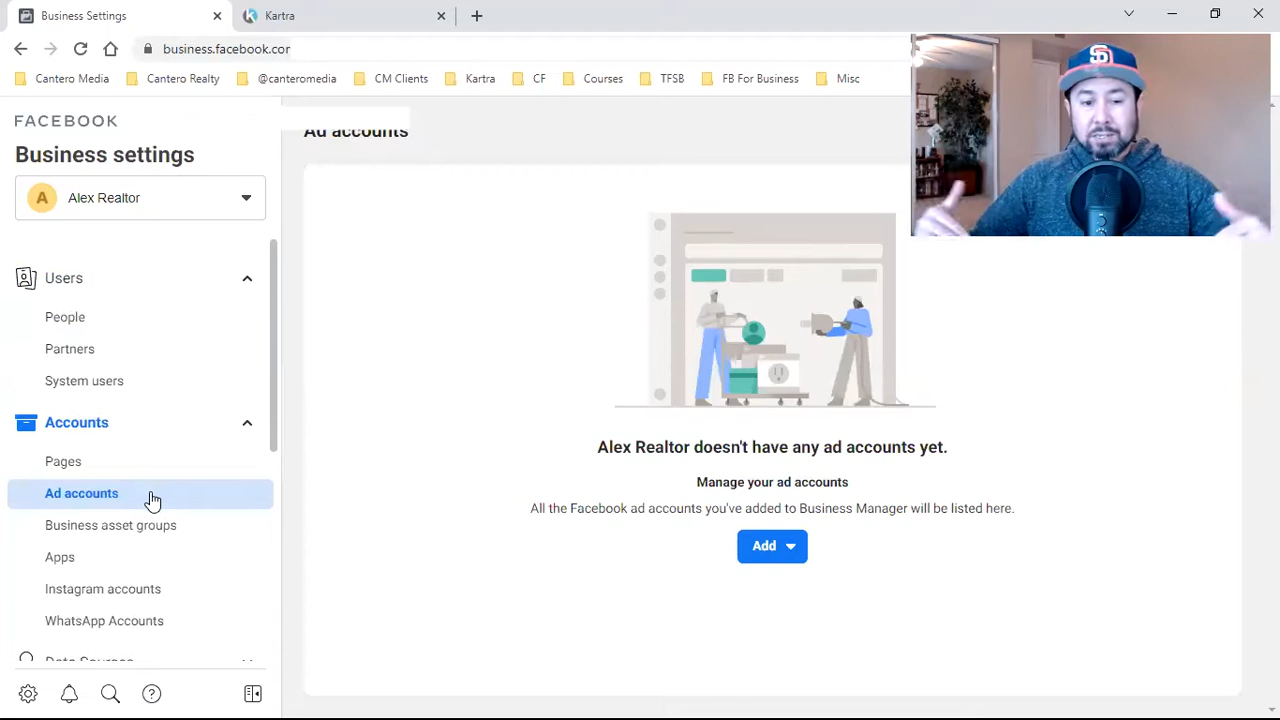 Business Settings
Kartra
business.facebook.cor
Cantero Media
Cantero Realty
@canteromedia
CM Clients
Kartra
CF
Courses
TFSB
FB For Business
Misc
FACEBOOK
Business settings
A
Alex Realtor
Users
People
Partners
System users
Accounts
Pages
Ad accounts
Business asset groups
Apps
Instagram accounts
WhatsApp Accounts
Data Sources
Ad accounts
Alex Realtor doesn't have any ad accounts yet.
Manage your ad accounts
All the Facebook ad accounts you've added to Business Manager will be listed here.
Add